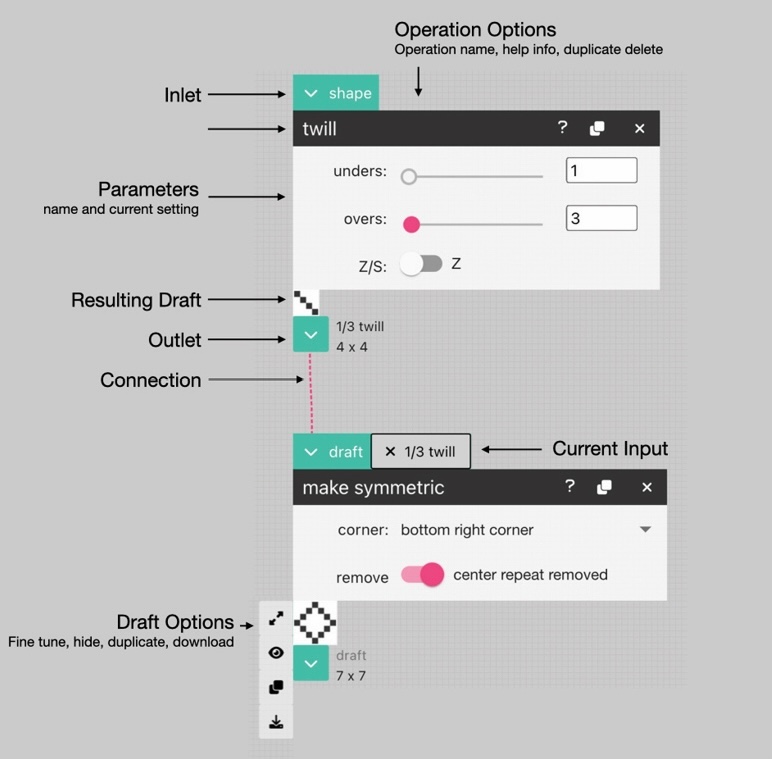 Operation Options
Operation name, help info, duplicate delete
Inlet
shape
twill
?
Parameters
name and current setting
unders:
1
overs:
3
Z/S:
Z
Resulting Draft
Outlet
1/3 twill
4 x 4
Connection
draft
× 1/3 twill
Current Input
make symmetric
?
corner: bottom right corner
remove
center repeat removed
Draft Options
Fine tune, hide, duplicate, download
draft
7 x 7